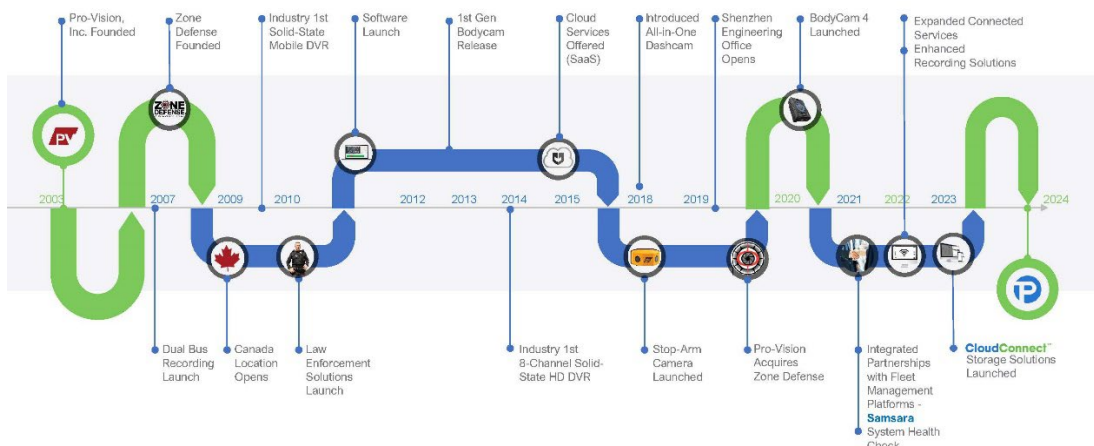 Pro-Vision,
Inc. Founded
Zone
Defense
Founded
Industry 1st
Solid-State
Mobile DVR
Software
Launch
1st Gen
Bodycam
Release
Cloud
Services
Offered
(SaaS)
Introduced
All-in-One
Dashcam
Shenzhen
Engineering
Office
Opens
BodyCam 4
Launched
Expanded Connected
Services
Enhanced
Recording Solutions
PV
ZONE
DEFENSE
2003
2007
2009
2010
2012
2013
2014
2015
2018
2019
2020
2021
2022
2023
2024
Dual Bus
Recording
Launch
Canada
Location
Opens
Law
Enforcement
Solutions
Launch
Industry 1st
8-Channel Solid-
State HD DVR
Stop-Arm
Camera
Launched
Pro-Vision
Acquires
Zone Defense
Integrated
Partnerships
with Fleet
Management
Platforms -
Samsara
System Health
Check
CloudConnect™
Storage Solutions
Launched